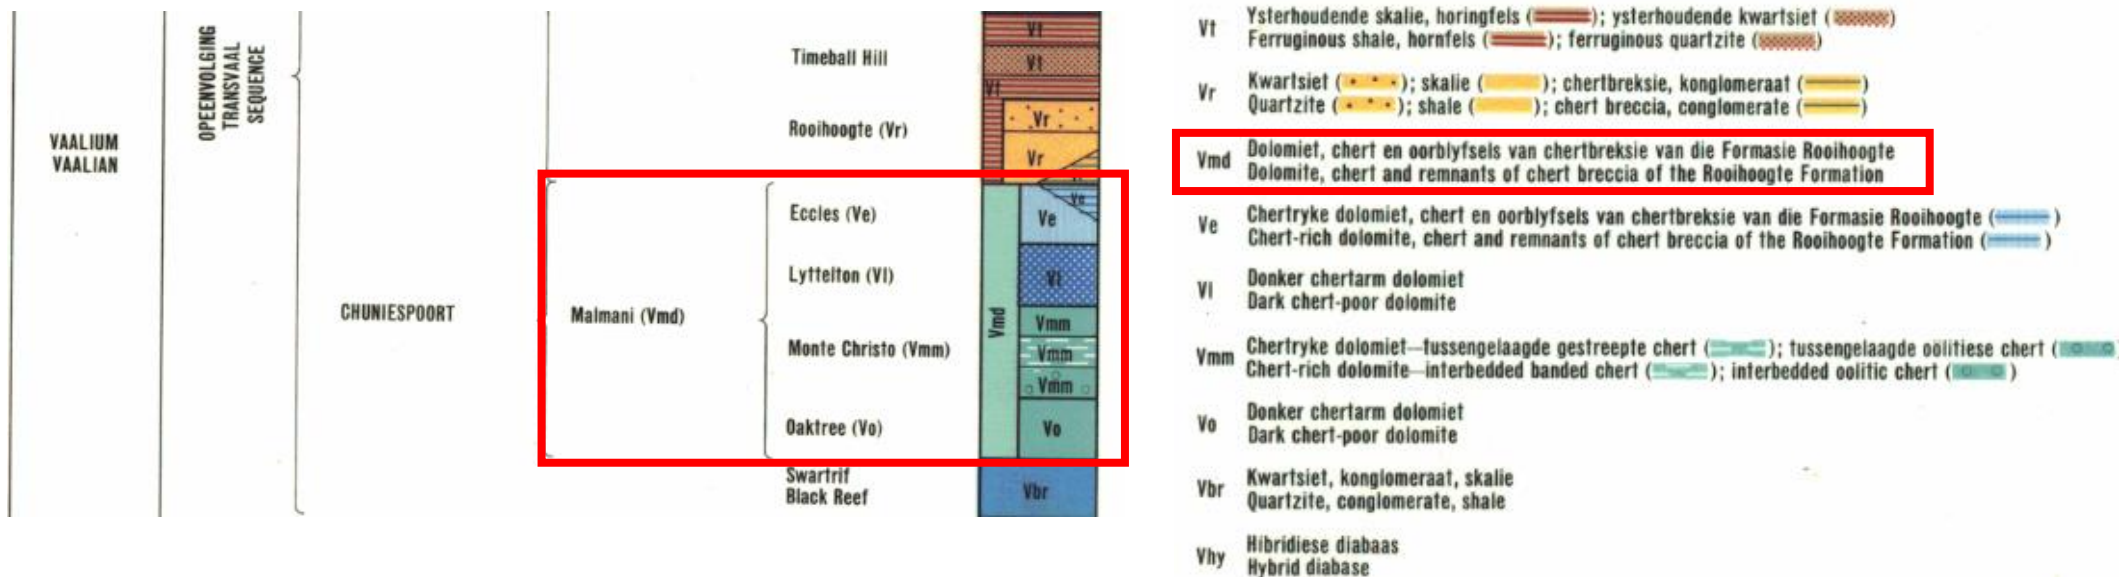 VAALIUM
VAALIAN
OPEENVOLGING
TRANSVAAL
SEQUENCE
CHUNIESPOORT
Malmani (Vmd)
Timeball Hill
Rooihoogte (Vr)
Eccles (Ve)
Lyttelton (Vl)
Monte Christo (Vmm)
Oaktree (Vo)
Swartrif
Black Reef
Vt
Vt
Vt
Vr
Vr
Ve
Ve
Vl
Vmd
Vmm
Vmm
Vmm
Vo
Vbr
Vt Ysterhoudende skalie, horingfels ( ); ysterhoudende kwartsiet ( )
Ferruginous shale, hornfels ( ); ferruginous quartzite ( )
Vr Kwartsiet ( ); skalie ( ); chertbreksie, konglomeraat ( )
Quartzite ( ); shale ( ); chert breccia, conglomerate ( )
Vmd Dolomiet, chert en oorblyfsels van chertbreksie van die Formasie Rooihoogte
Dolomite, chert and remnants of chert breccia of the Rooihoogte Formation
Ve Chertryke dolomiet, chert en oorblyfsels van chertbreksie van die Formasie Rooihoogte ( )
Chert-rich dolomite, chert and remnants of chert breccia of the Rooihoogte Formation ( )
Vl Donker chertarm dolomiet
Dark chert-poor dolomite
Vmm Chertryke dolomiet—tussengelaagde gestreepte chert ( ); tussengelaagde oölitiese chert ( )
Chert-rich dolomite—interbedded banded chert ( ); interbedded oolitic chert ( )
Vo Donker chertarm dolomiet
Dark chert-poor dolomite
Vbr Kwartsiet, konglomeraat, skalie
Quartzite, conglomerate, shale
Vhy Hibridiese diabaas
Hybrid diabase